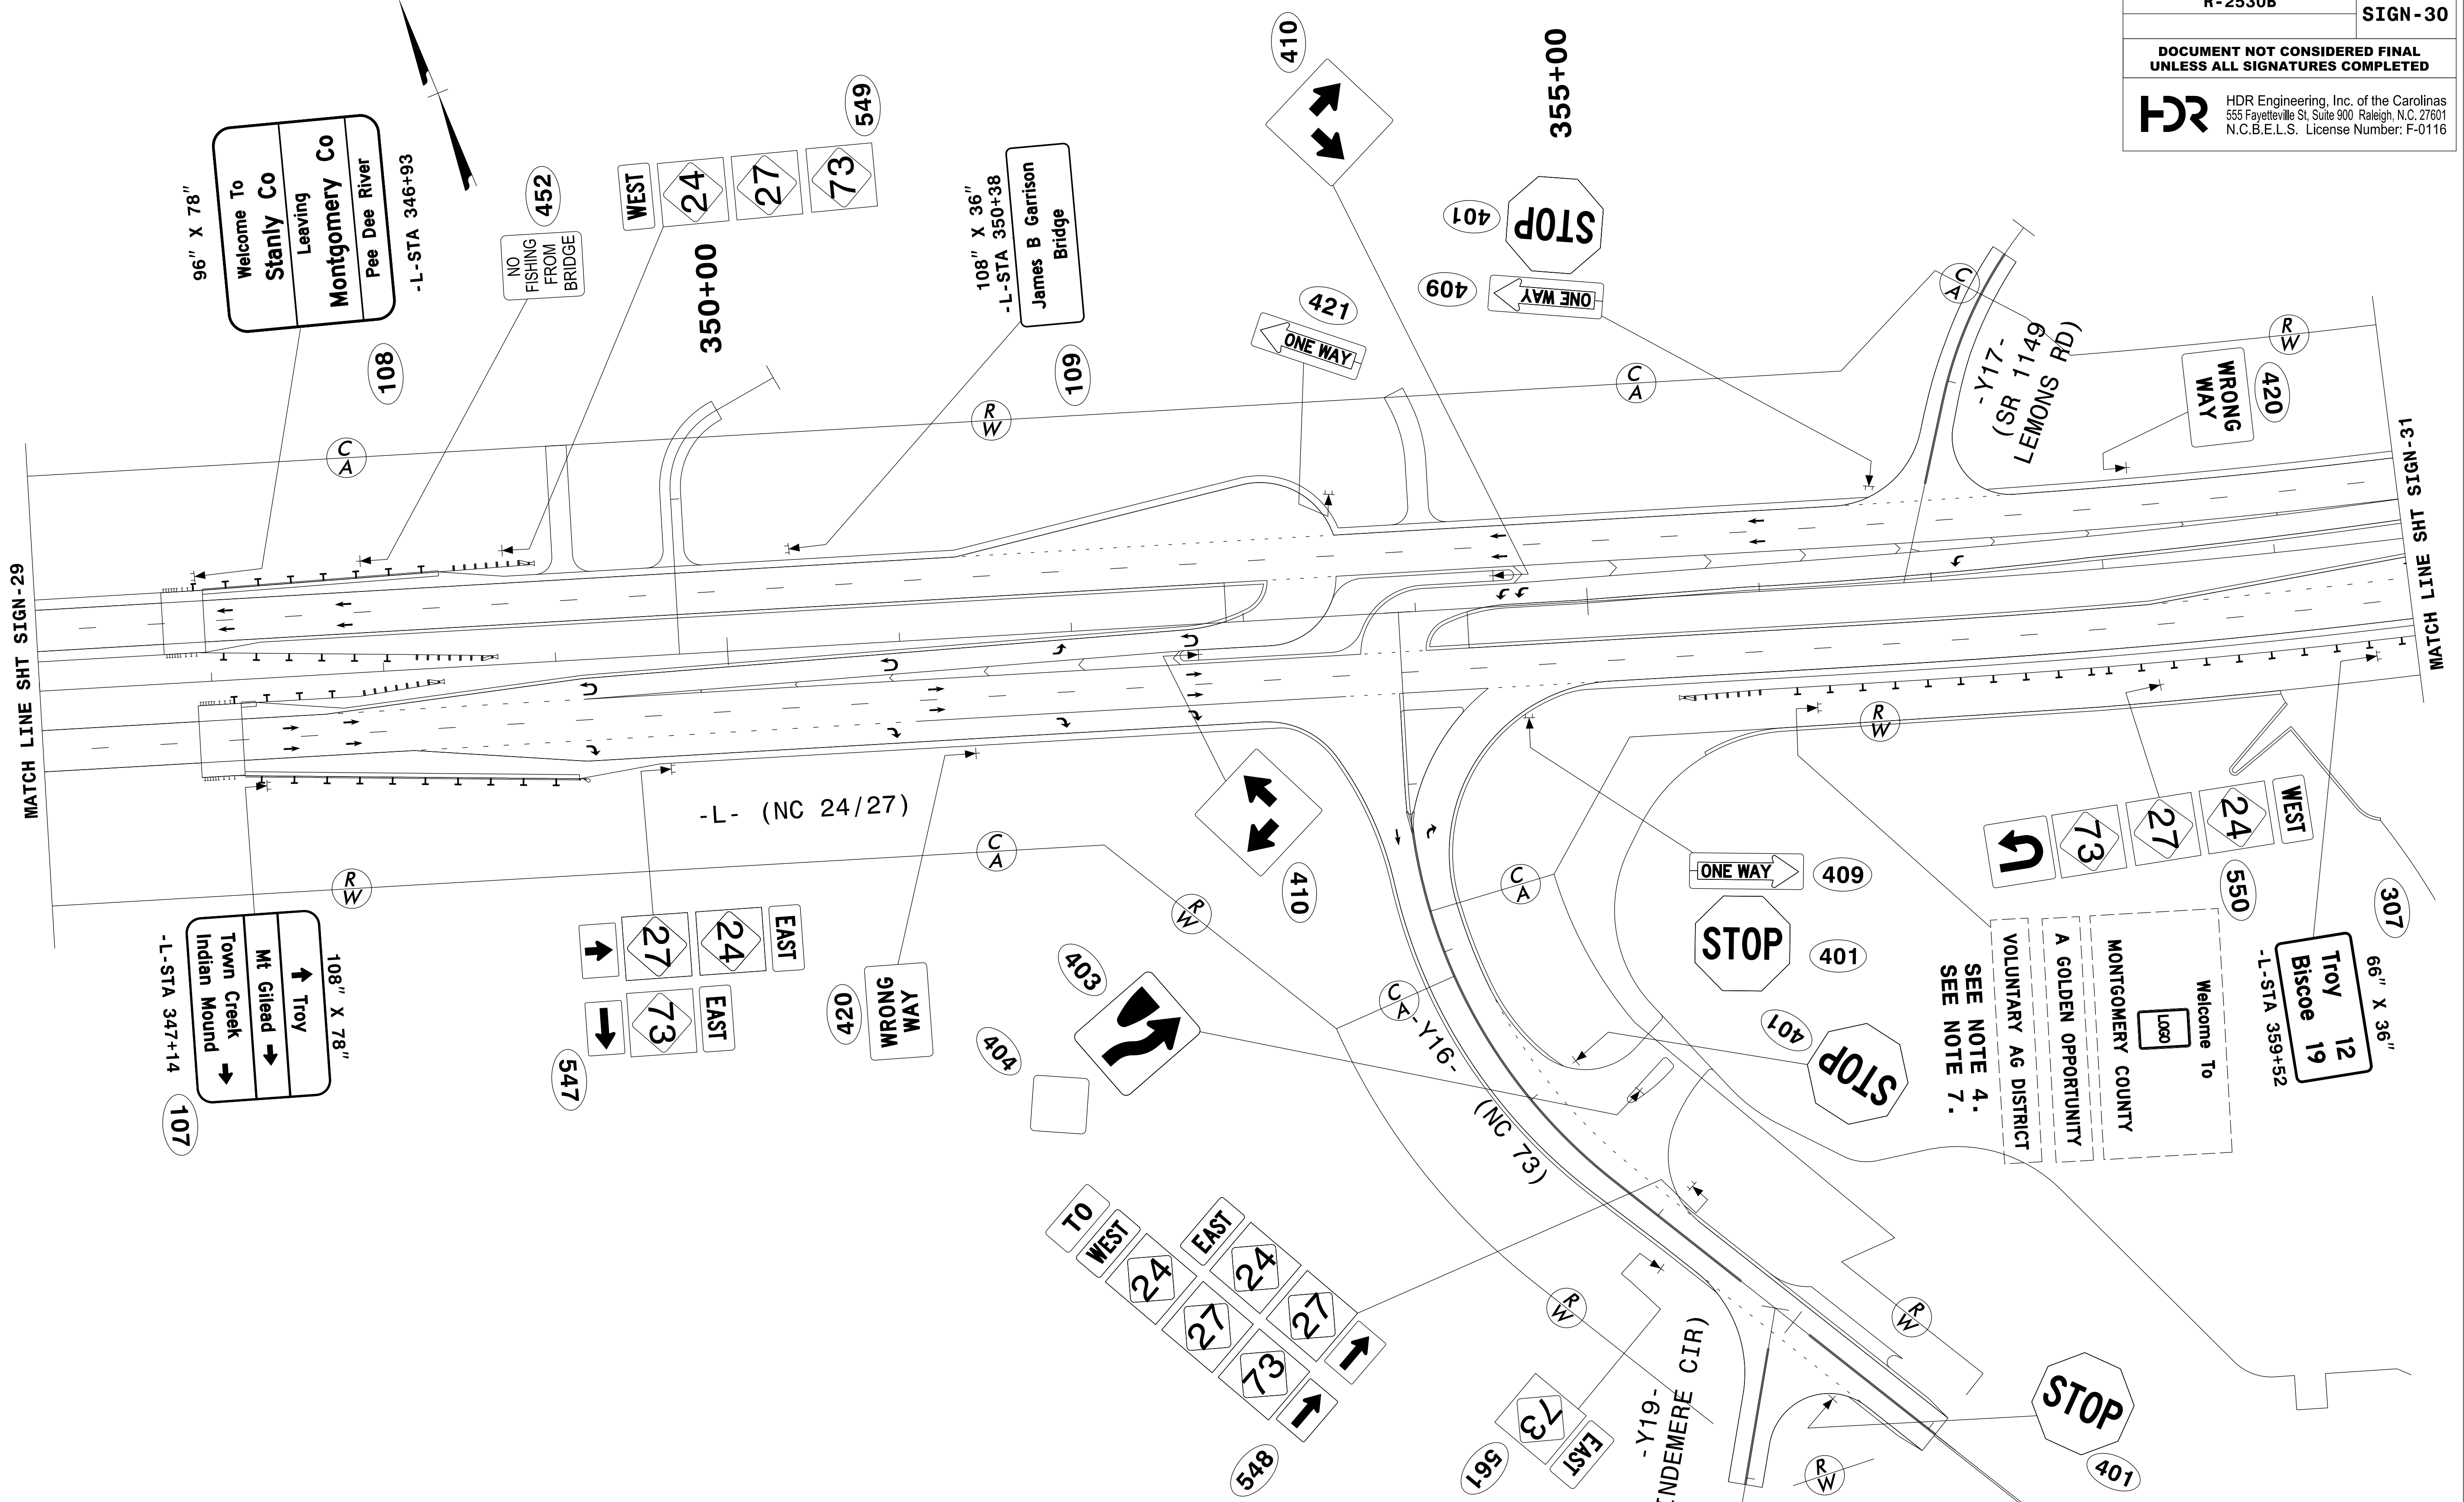 R-2530B
SIGN-30
DOCUMENT NOT CONSIDERED FINAL
UNLESS ALL SIGNATURES COMPLETED
HDR
HDR Engineering, Inc. of the Carolinas
555 Fayetteville St, Suite 900 Raleigh, N.C. 27601
N.C.B.E.L.S. License Number: F-0116
96" X 78"
Welcome To
Stanly Co
Leaving
Montgomery Co
Pee Dee River
-L-STA 346+93
108
NO
FISHING
FROM
BRIDGE
452
WEST
24
27
73
549
350+00
108" X 36"
-L-STA 350+38
James B Garrison
Bridge
109
410
355+00
STOP
401
ONE WAY
409
ONE WAY
421
-Y17-
(SR 1149
LEMONS RD)
WRONG
WAY
420
C
A
R
W
C
A
C
A
R
W
MATCH LINE SHT SIGN-29
MATCH LINE SHT SIGN-31
-L- (NC 24/27)
R
W
C
A
R
W
R
W
C
A
C
A
108" X 78"
Troy
Mt Gilead
Town Creek
Indian Mound
-L-STA 347+14
107
EAST
24
27
EAST
73
547
WRONG
WAY
420
410
403
404
ONE WAY
409
STOP
401
STOP
401
WEST
24
27
73
550
Welcome To
LOGO
MONTGOMERY COUNTY
A GOLDEN OPPORTUNITY
VOLUNTARY AG DISTRICT
SEE NOTE 4.
SEE NOTE 7.
307
66" X 36"
Troy 12
Biscoe 19
-L-STA 359+52
-Y16-
(NC 73)
TO
WEST
24
27
73
EAST
24
27
548
EAST
73
561
-Y19-
INDEMERE CIR)
R
W
R
W
R
W
STOP
401